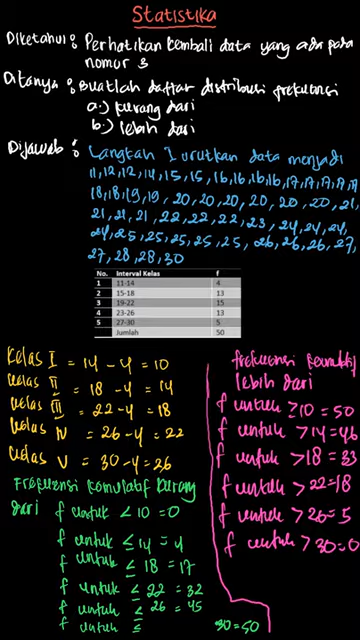 Statistika
Diketahui : Perhatikan kembali data yang ada pada
nomor 3
Ditanya : Buatlah daftar distribusi frekuensi
a.) kurang dari
b.) lebih dari
Dijawab : Langkah I urutkan data menjadi
11, 12, 12, 14, 15, 15, 16, 16, 16, 16, 17, 17, 17, 17
18, 18, 19, 19, 20, 20, 20, 20, 20, 20, 21,
21, 21, 21, 22, 22, 22, 23, 24, 24, 24,
24, 25, 25, 25, 25, 25, 26, 26, 26, 27,
27, 28, 28, 30
No. Interval Kelas f
1 11-14 4
2 15-18 13
3 19-22 15
4 23-26 13
5 27-30 5
Jumlah 50
Kelas I = 14 - 4 = 10
Kelas II = 18 - 4 = 14
Kelas III = 22 - 4 = 18
Kelas IV = 26 - 4 = 22
Kelas V = 30 - 4 = 26
Frekuensi komulatif kurang
dari f untuk < 10 = 0
f untuk ≤ 14 = 4
f untuk ≤ 18 = 17
f untuk ≤ 22 = 32
f untuk ≤ 26 = 45
f untuk ≤ 30 = 50
frekuensi komulatif
lebih dari
f untuk ≥ 10 = 50
f untuk > 14 = 46
f untuk > 18 = 33
f untuk > 22 = 18
f untuk > 26 = 5
f untuk > 30 = 0